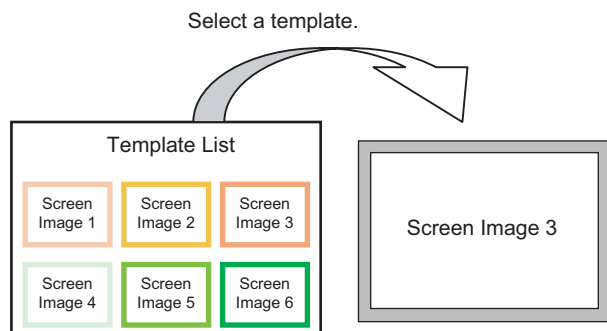 Select a template.
Template List
Screen
Image 1
Screen
Image 2
Screen
Image 3
Screen
Image 4
Screen
Image 5
Screen
Image 6
Screen Image 3